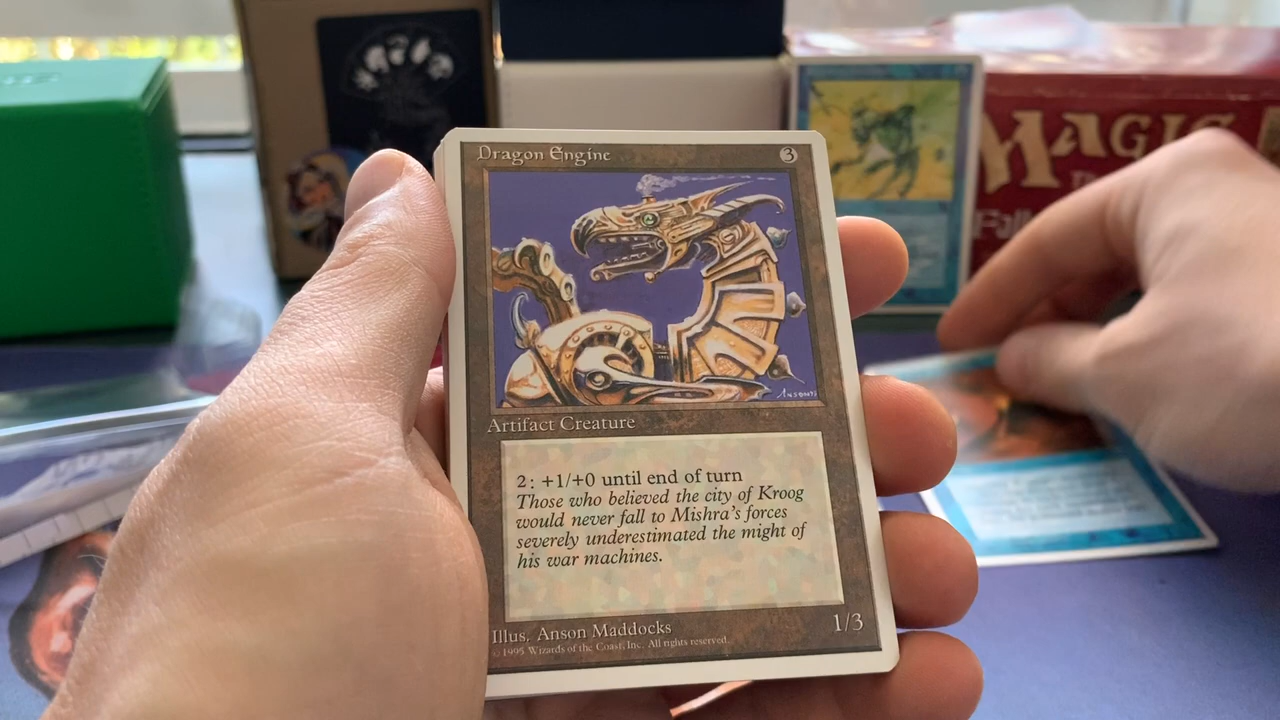 Dragon Engine 3
Ansonm
Artifact Creature
2: +1/+0 until end of turn
Those who believed the city of Kroog
would never fall to Mishra's forces
severely underestimated the might of
his war machines.
Illus. Anson Maddocks 1/3
© 1995 Wizards of the Coast, Inc. All rights reserved.
MAGIC
Fal